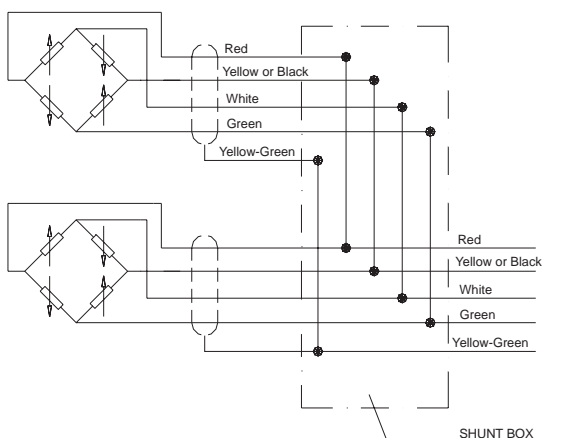 Red
Yellow or Black
White
Green
Yellow-Green
Red
Yellow or Black
White
Green
Yellow-Green
SHUNT BOX